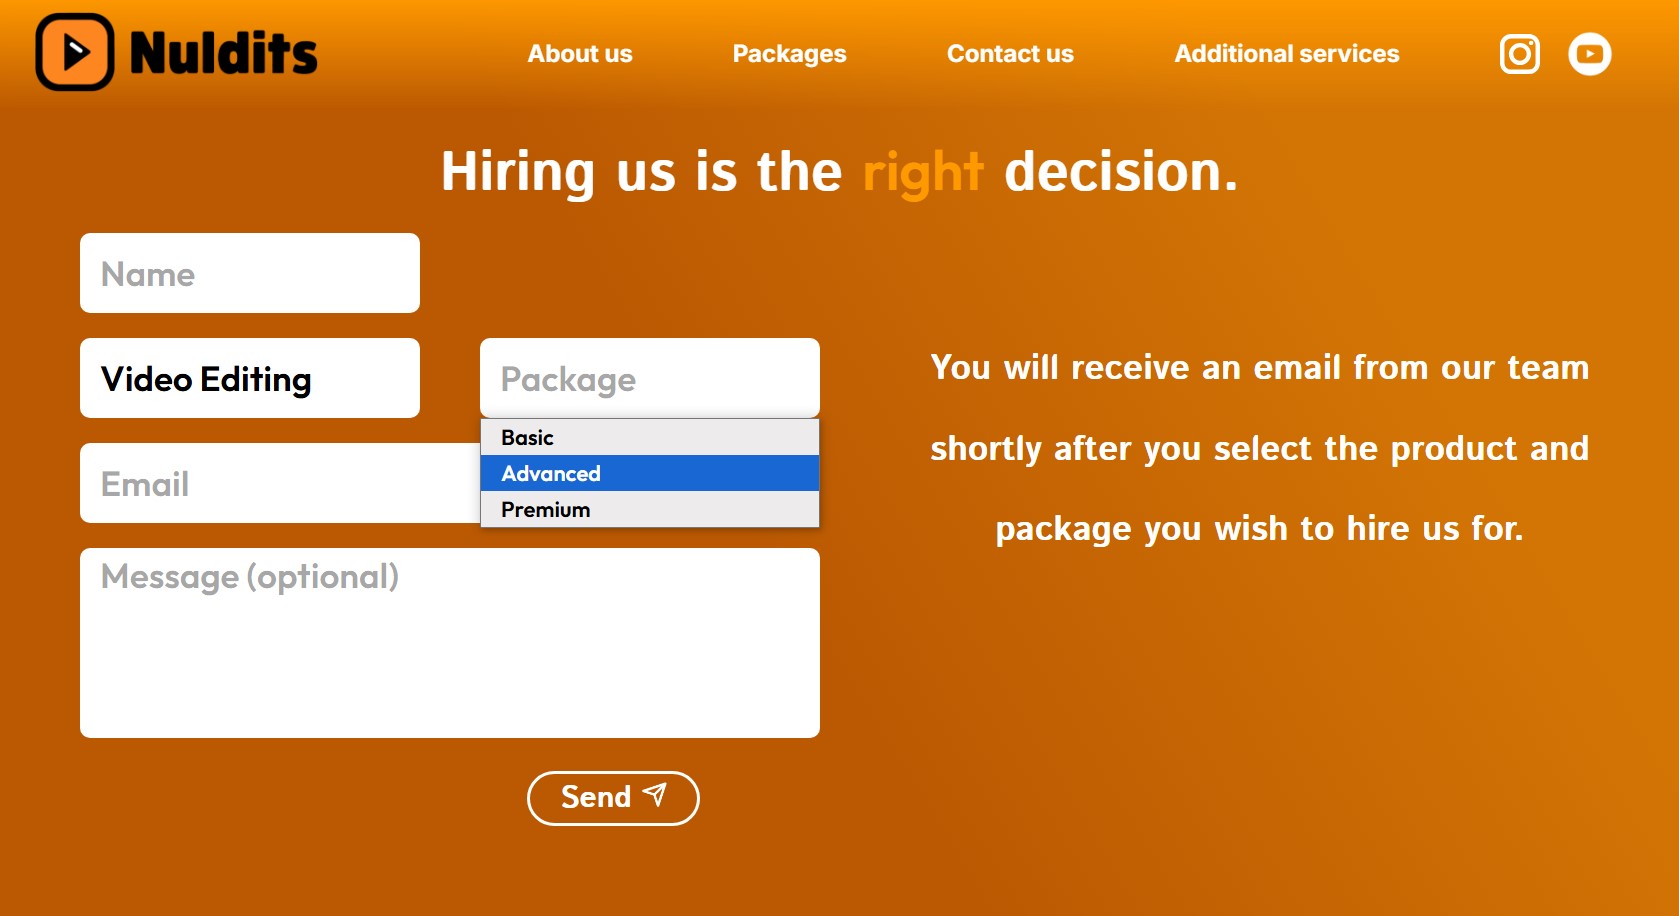 Nuldits
About us
Packages
Contact us
Additional services
Hiring us is the right decision.
Name
Video Editing
Package
Basic
Advanced
Premium
Email
Message (optional)
Send
You will receive an email from our team
shortly after you select the product and
package you wish to hire us for.